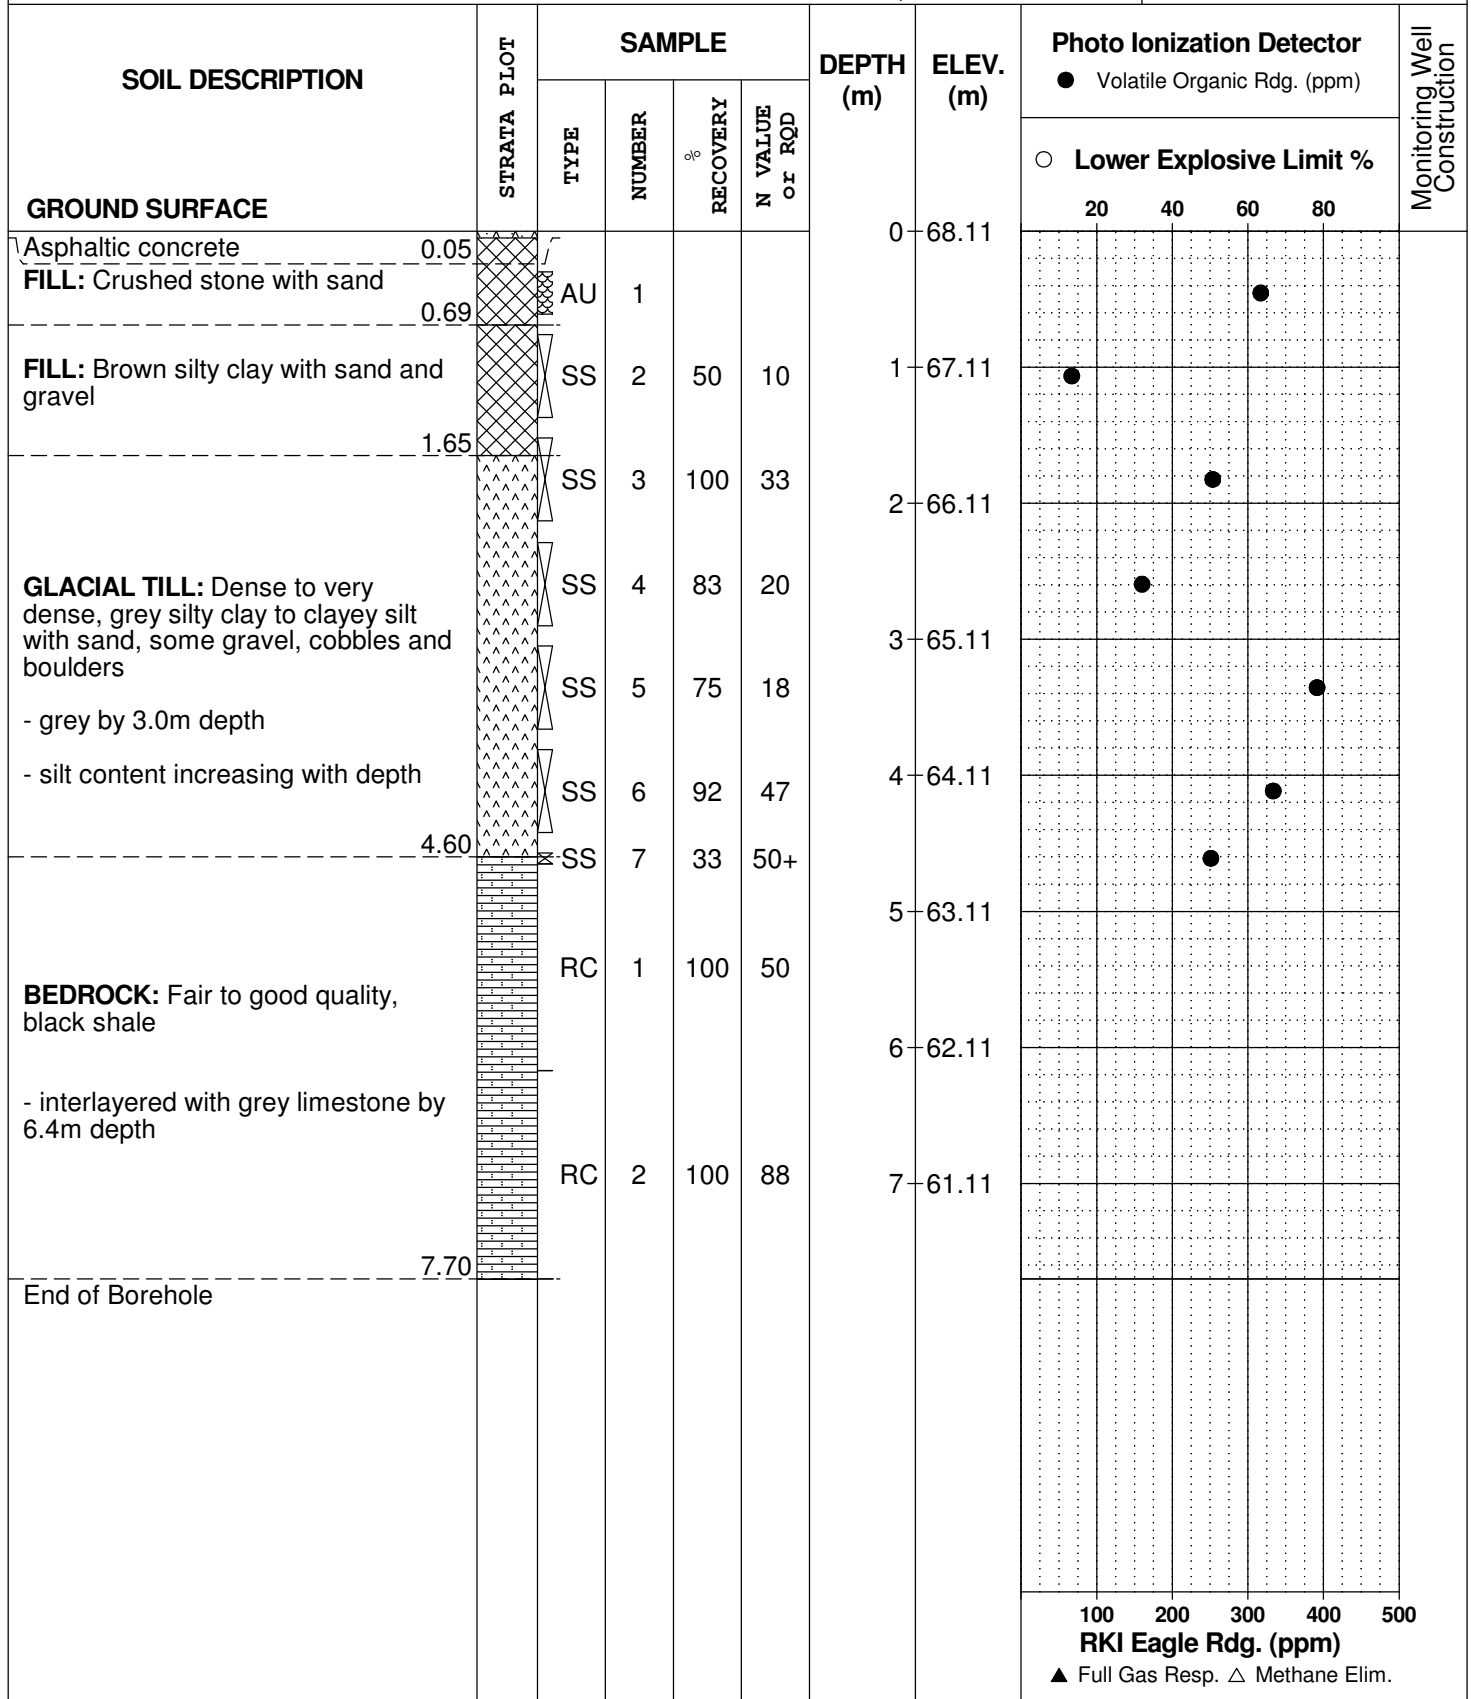 SOIL DESCRIPTION
GROUND SURFACE
STRATA PLOT
SAMPLE
TYPE
NUMBER
% RECOVERY
N VALUE
or RQD
DEPTH
(m)
ELEV.
(m)
Photo Ionization Detector
● Volatile Organic Rdg. (ppm)
○ Lower Explosive Limit %
20 40 60 80
Monitoring Well
Construction
0 68.11
Asphaltic concrete 0.05
FILL: Crushed stone with sand
0.69
AU 1
FILL: Brown silty clay with sand and
gravel
1.65
SS 2 50 10
1 67.11
SS 3 100 33
2 66.11
GLACIAL TILL: Dense to very
dense, grey silty clay to clayey silt
with sand, some gravel, cobbles and
boulders
- grey by 3.0m depth
- silt content increasing with depth
4.60
SS 4 83 20
3 65.11
SS 5 75 18
4 64.11
SS 6 92 47
SS 7 33 50+
5 63.11
RC 1 100 50
BEDROCK: Fair to good quality,
black shale
6 62.11
- interlayered with grey limestone by
6.4m depth
RC 2 100 88
7 61.11
7.70
End of Borehole
100 200 300 400 500
RKI Eagle Rdg. (ppm)
▲ Full Gas Resp. △ Methane Elim.